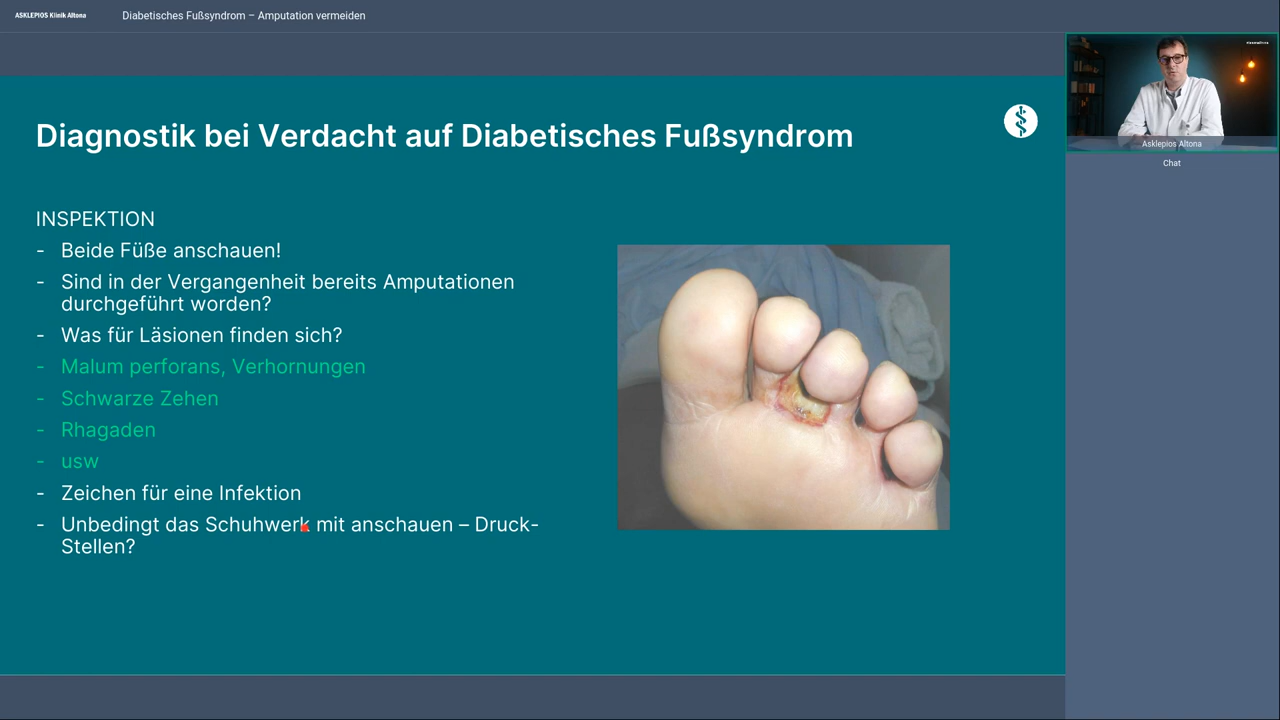 ASKLEPIOS Klinik Altona
Diabetisches Fußsyndrom – Amputation vermeiden
Diagnostik bei Verdacht auf Diabetisches Fußsyndrom
INSPEKTION
- Beide Füße anschauen!
- Sind in der Vergangenheit bereits Amputationen
durchgeführt worden?
- Was für Läsionen finden sich?
- Malum perforans, Verhornungen
- Schwarze Zehen
- Rhagaden
- usw
- Zeichen für eine Infektion
- Unbedingt das Schuhwerk mit anschauen – Druck-
Stellen?
Asklepios Altona
Chat